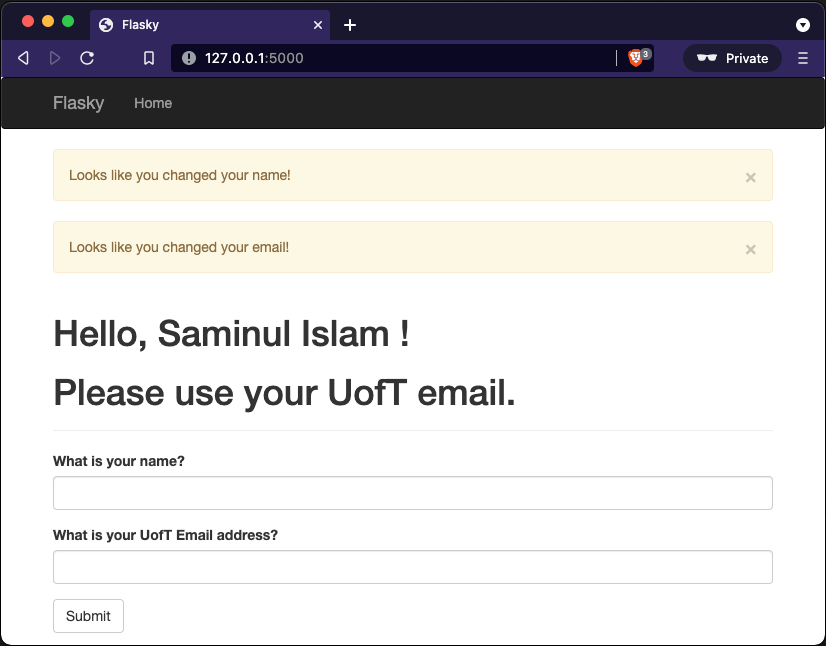 Flasky
127.0.0.1:5000
3
Private
Flasky Home
Looks like you changed your name! ×
Looks like you changed your email! ×
Hello, Saminul Islam !
Please use your UofT email.
What is your name?
What is your UofT Email address?
Submit